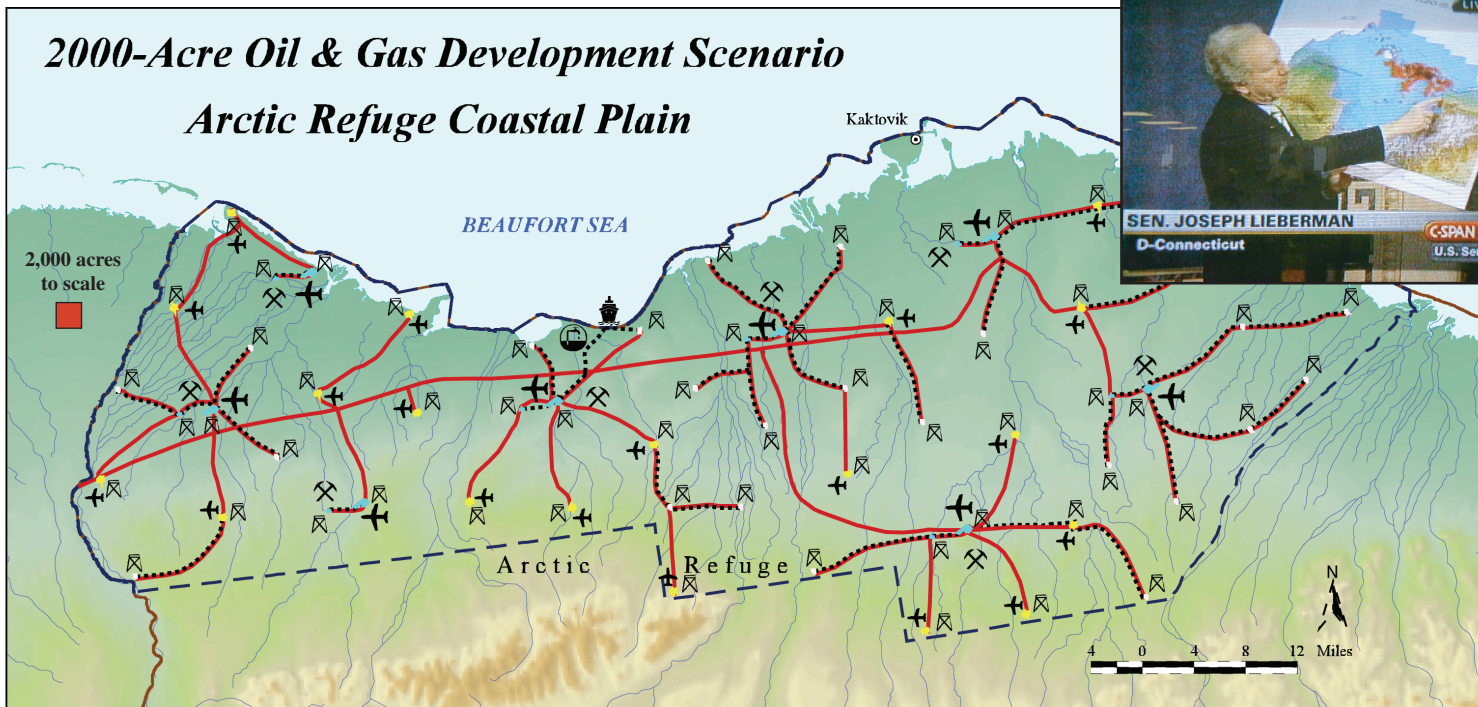 2000-Acre Oil & Gas Development Scenario
Arctic Refuge Coastal Plain
Kaktovik
BEAUFORT SEA
2,000 acres
to scale
SEN. JOSEPH LIEBERMAN
D-Connecticut
C-SPAN
U.S. Sen
Arctic Refuge
N
4 0 4 8 12 Miles